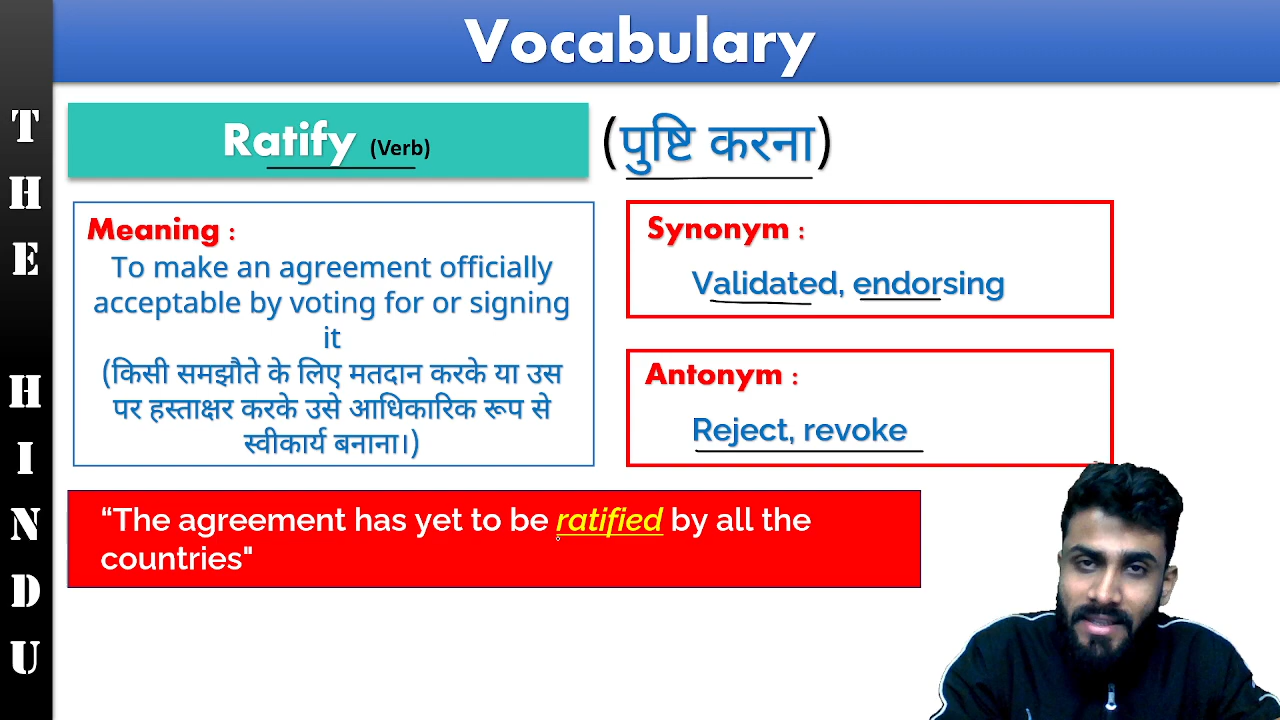 Vocabulary
THE HINDU
Ratify (Verb)
(पुष्टि करना)
Meaning :
To make an agreement officially
acceptable by voting for or signing
it
(किसी समझौते के लिए मतदान करके या उस
पर हस्ताक्षर करके उसे आधिकारिक रूप से
स्वीकार्य बनाना।)
Synonym :
Validated, endorsing
Antonym :
Reject, revoke
“The agreement has yet to be ratified by all the
countries"